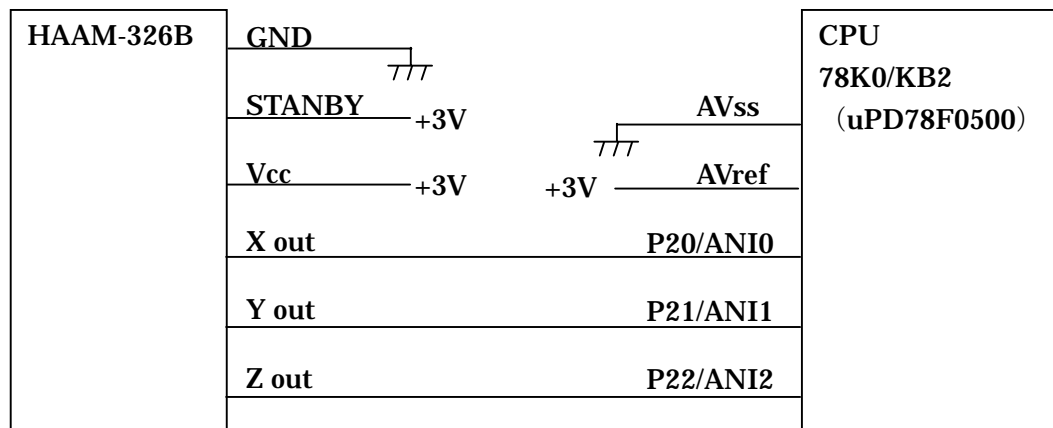 HAAM-326B
GND
STANBY
+3V
Vcc
+3V
X out
Y out
Z out
AVss
+3V
AVref
P20/ANI0
P21/ANI1
P22/ANI2
CPU
78K0/KB2
（uPD78F0500）